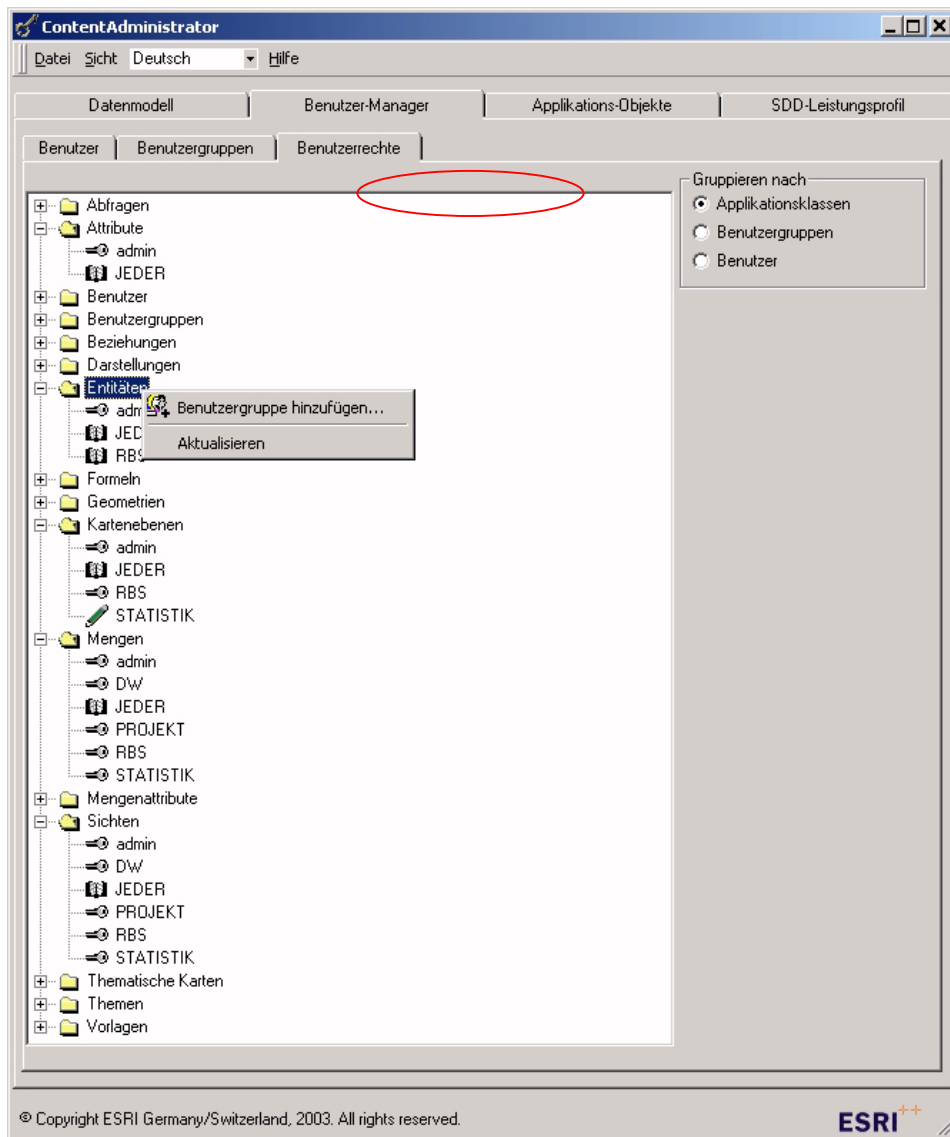 ContentAdministrator
Datei Sicht Deutsch Hilfe
Datenmodell Benutzer-Manager Applikations-Objekte SDD-Leistungsprofil
Benutzer Benutzergruppen Benutzerrechte
Gruppieren nach
Applikationsklassen
Benutzergruppen
Benutzer
Abfragen
Attribute
admin
JEDER
Benutzer
Benutzergruppen
Beziehungen
Darstellungen
Entitäten
Benutzergruppe hinzufügen...
Aktualisieren
RBS
Formeln
Geometrien
Kartenebenen
admin
JEDER
RBS
STATISTIK
Mengen
admin
DW
JEDER
PROJEKT
RBS
STATISTIK
Mengenattribute
Sichten
admin
DW
JEDER
PROJEKT
RBS
STATISTIK
Thematische Karten
Themen
Vorlagen
© Copyright ESRI Germany/Switzerland, 2003. All rights reserved.
ESRI++